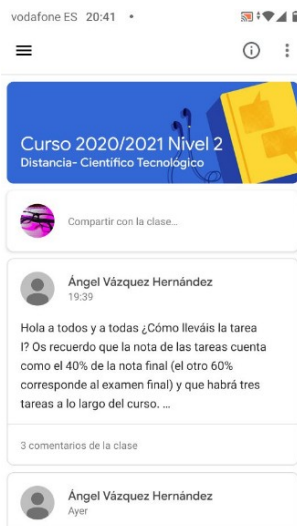 vodafone ES 20:41 •
Curso 2020/2021 Nivel 2
Distancia- Científico Tecnológico
Compartir con la clase...
Ángel Vázquez Hernández
19:39
Hola a todos y a todas ¿Cómo lleváis la tarea
I? Os recuerdo que la nota de las tareas cuenta
como el 40% de la nota final (el otro 60%
corresponde al examen final) y que habrá tres
tareas a lo largo del curso. ...
3 comentarios de la clase
Ángel Vázquez Hernández
Ayer